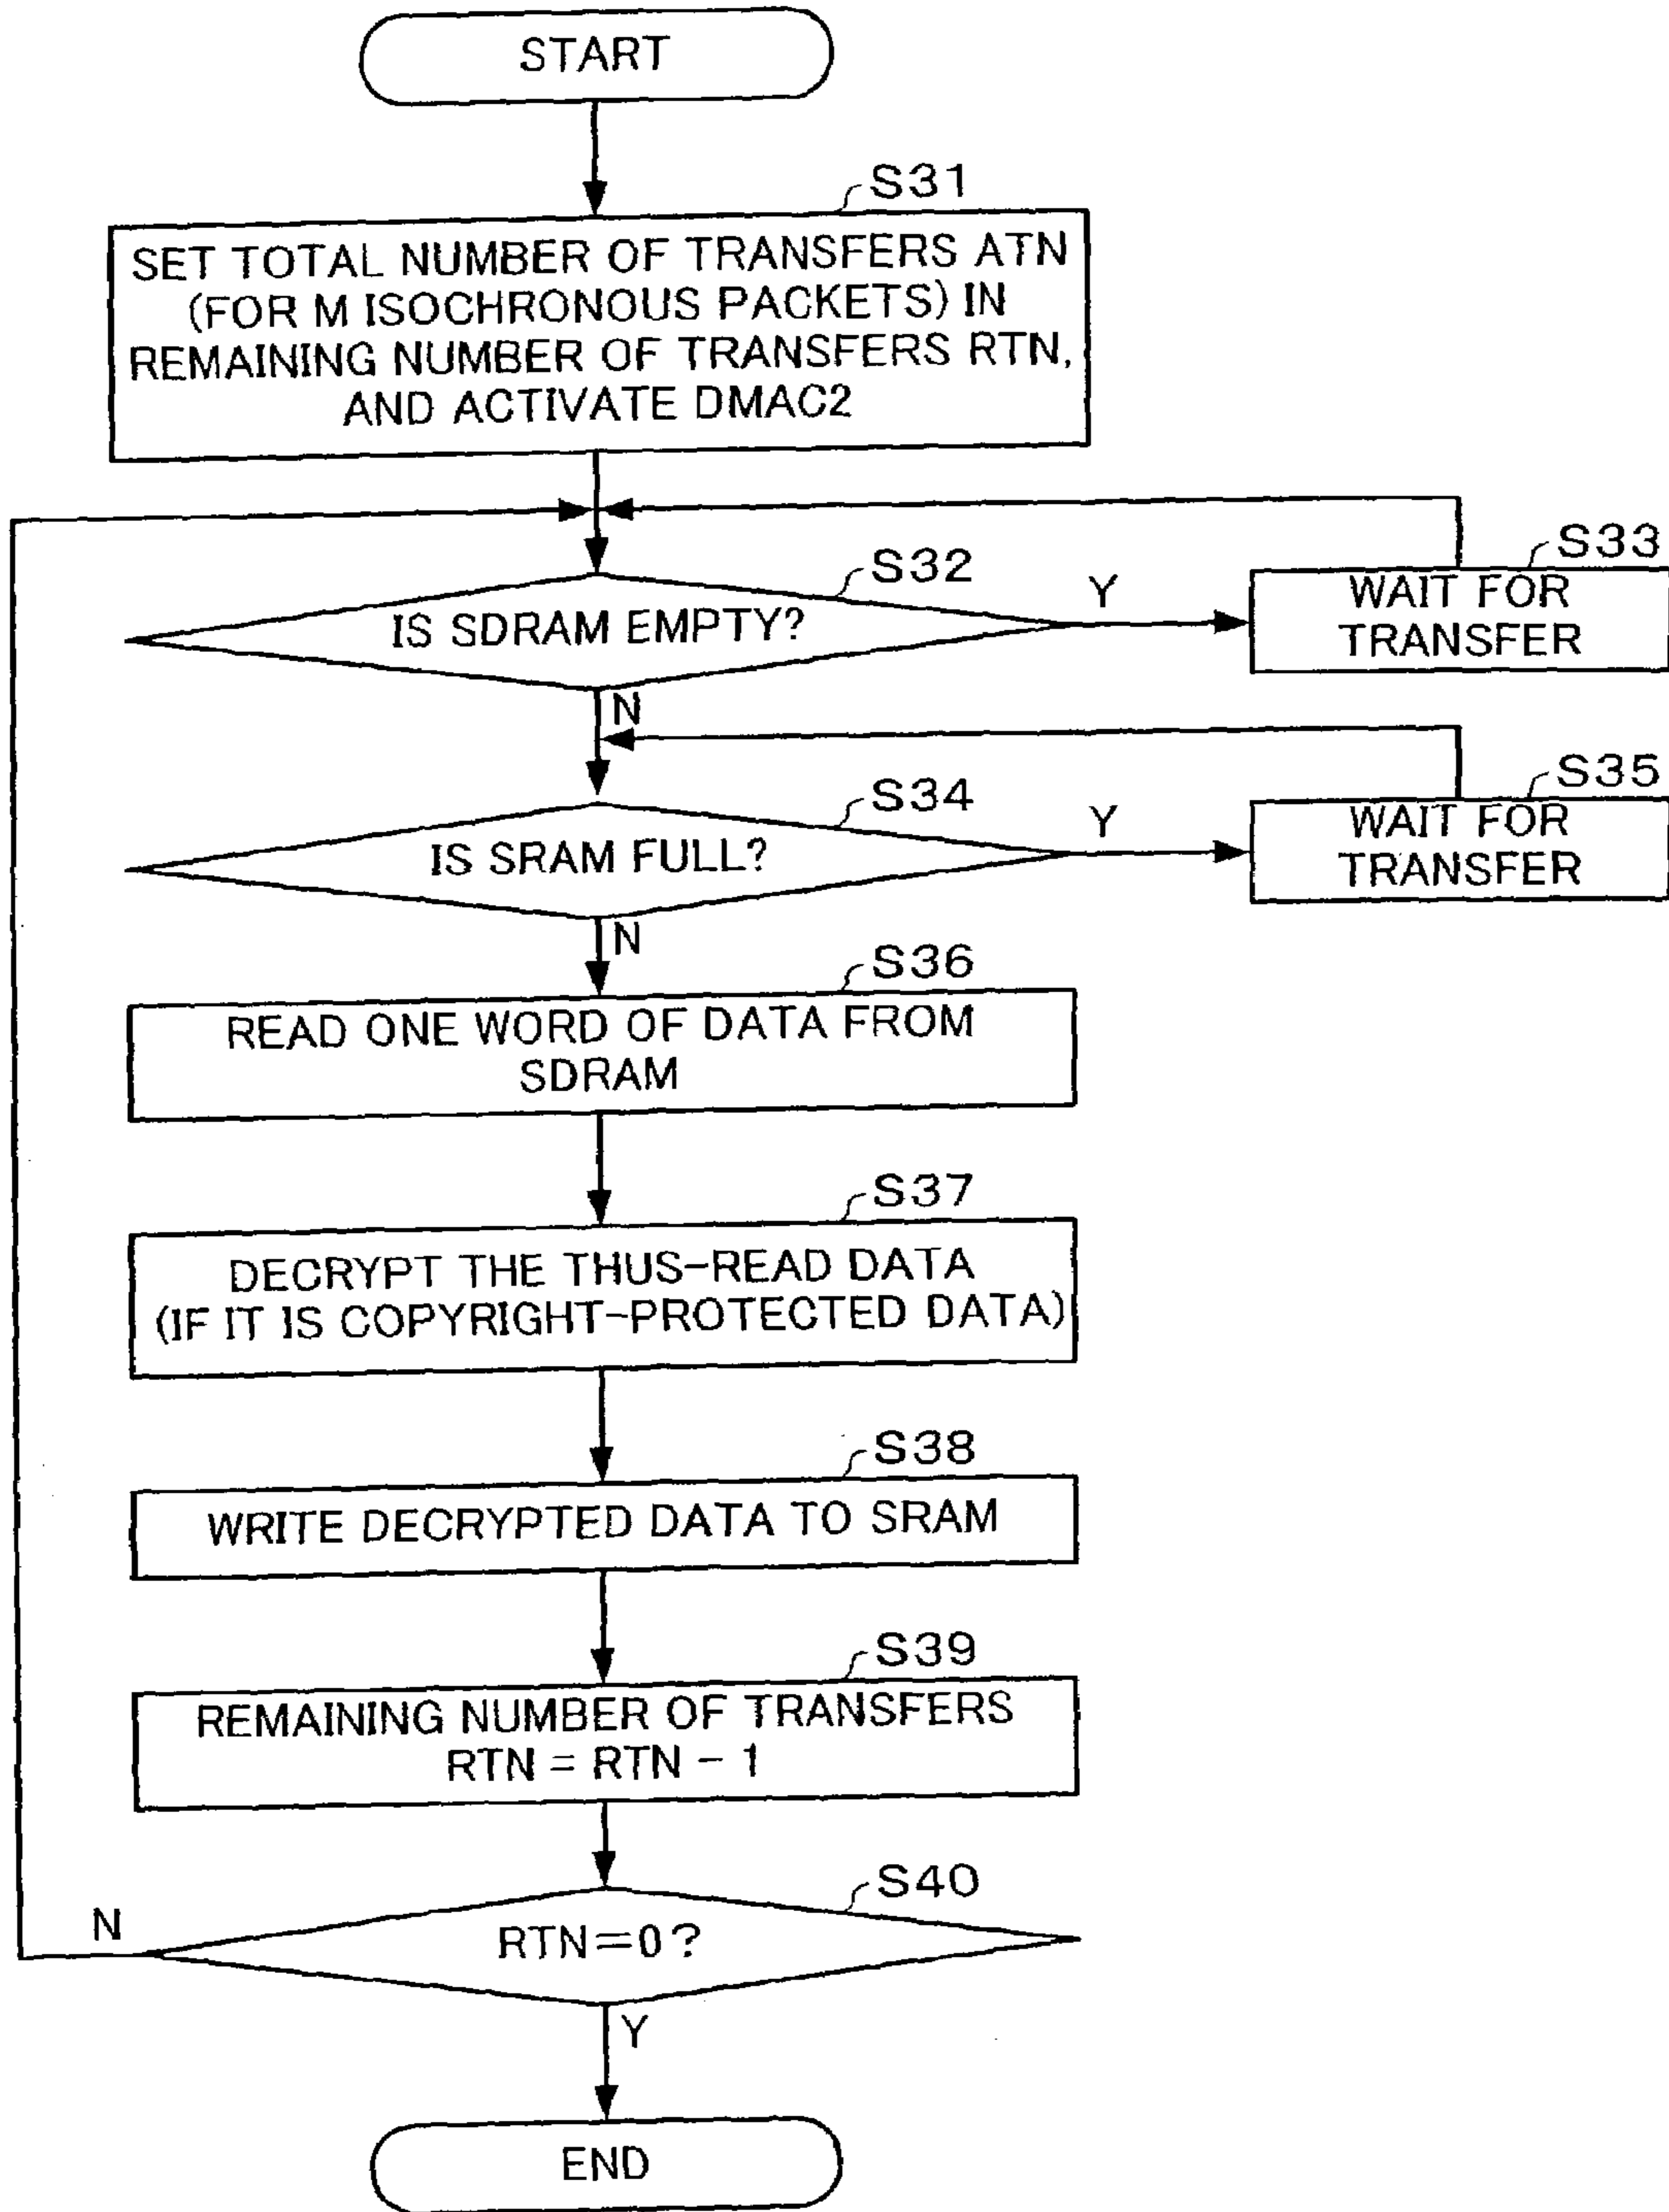 START
S31
SET TOTAL NUMBER OF TRANSFERS ATN
(FOR M ISOCHRONOUS PACKETS) IN
REMAINING NUMBER OF TRANSFERS RTN,
AND ACTIVATE DMAC2
S32
IS SDRAM EMPTY?
Y
S33
WAIT FOR
TRANSFER
N
S34
IS SRAM FULL?
Y
S35
WAIT FOR
TRANSFER
N
S36
READ ONE WORD OF DATA FROM
SDRAM
S37
DECRYPT THE THUS-READ DATA
(IF IT IS COPYRIGHT-PROTECTED DATA)
S38
WRITE DECRYPTED DATA TO SRAM
S39
REMAINING NUMBER OF TRANSFERS
RTN = RTN - 1
S40
RTN=0?
N
Y
END